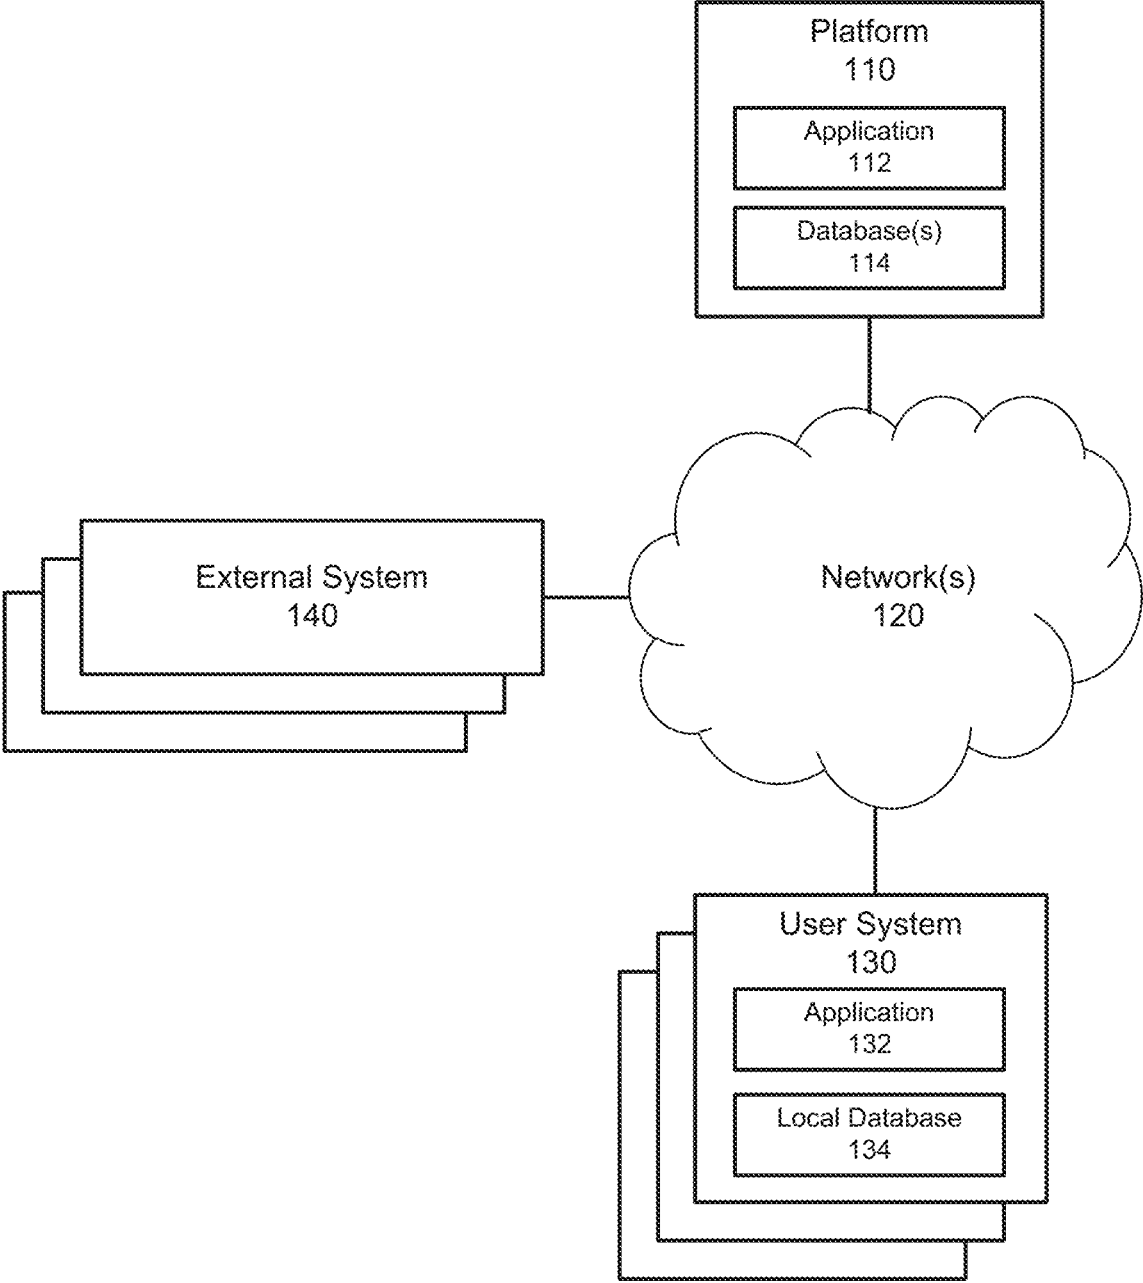 Platform
110
Application
112
Database(s)
114
External System
140
Network(s)
120
User System
130
Application
132
Local Database
134